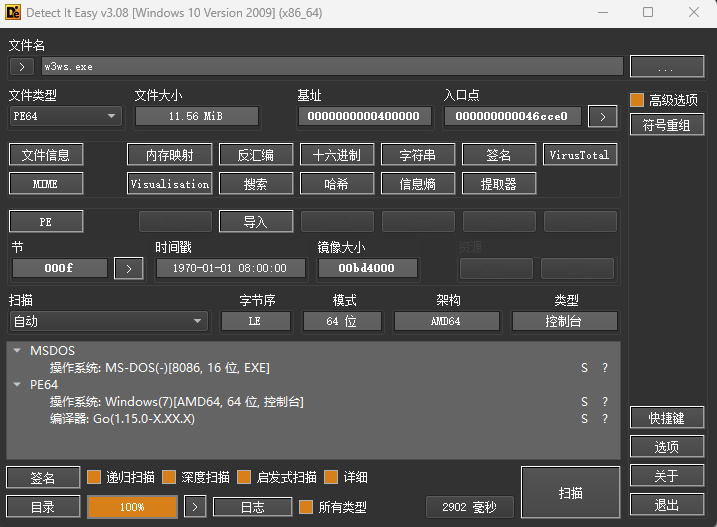 Detect It Easy v3.08 [Windows 10 Version 2009] (x86_64)
文件名
> w3ws.exe ...
文件类型 文件大小 基址 入口点
PE64 11.56 MiB 0000000000400000 000000000046cce0 >
高级选项
符号重组
文件信息 内存映射 反汇编 十六进制 字符串 签名 VirusTotal
MIME Visualisation 搜索 哈希 信息熵 提取器
PE 导入
节 时间戳 镜像大小 资源
000f > 1970-01-01 08:00:00 00bd4000
扫描 字节序 模式 架构 类型
自动 LE 64 位 AMD64 控制台
MSDOS
操作系统: MS-DOS(-)[8086, 16 位, EXE] S ?
PE64
操作系统: Windows(7)[AMD64, 64 位, 控制台] S ?
编译器: Go(1.15.0-X.XX.X) S ?
快捷键
选项
关于
退出
签名 递归扫描 深度扫描 启发式扫描 详细
扫描
目录 100% > 日志 所有类型 2902 毫秒